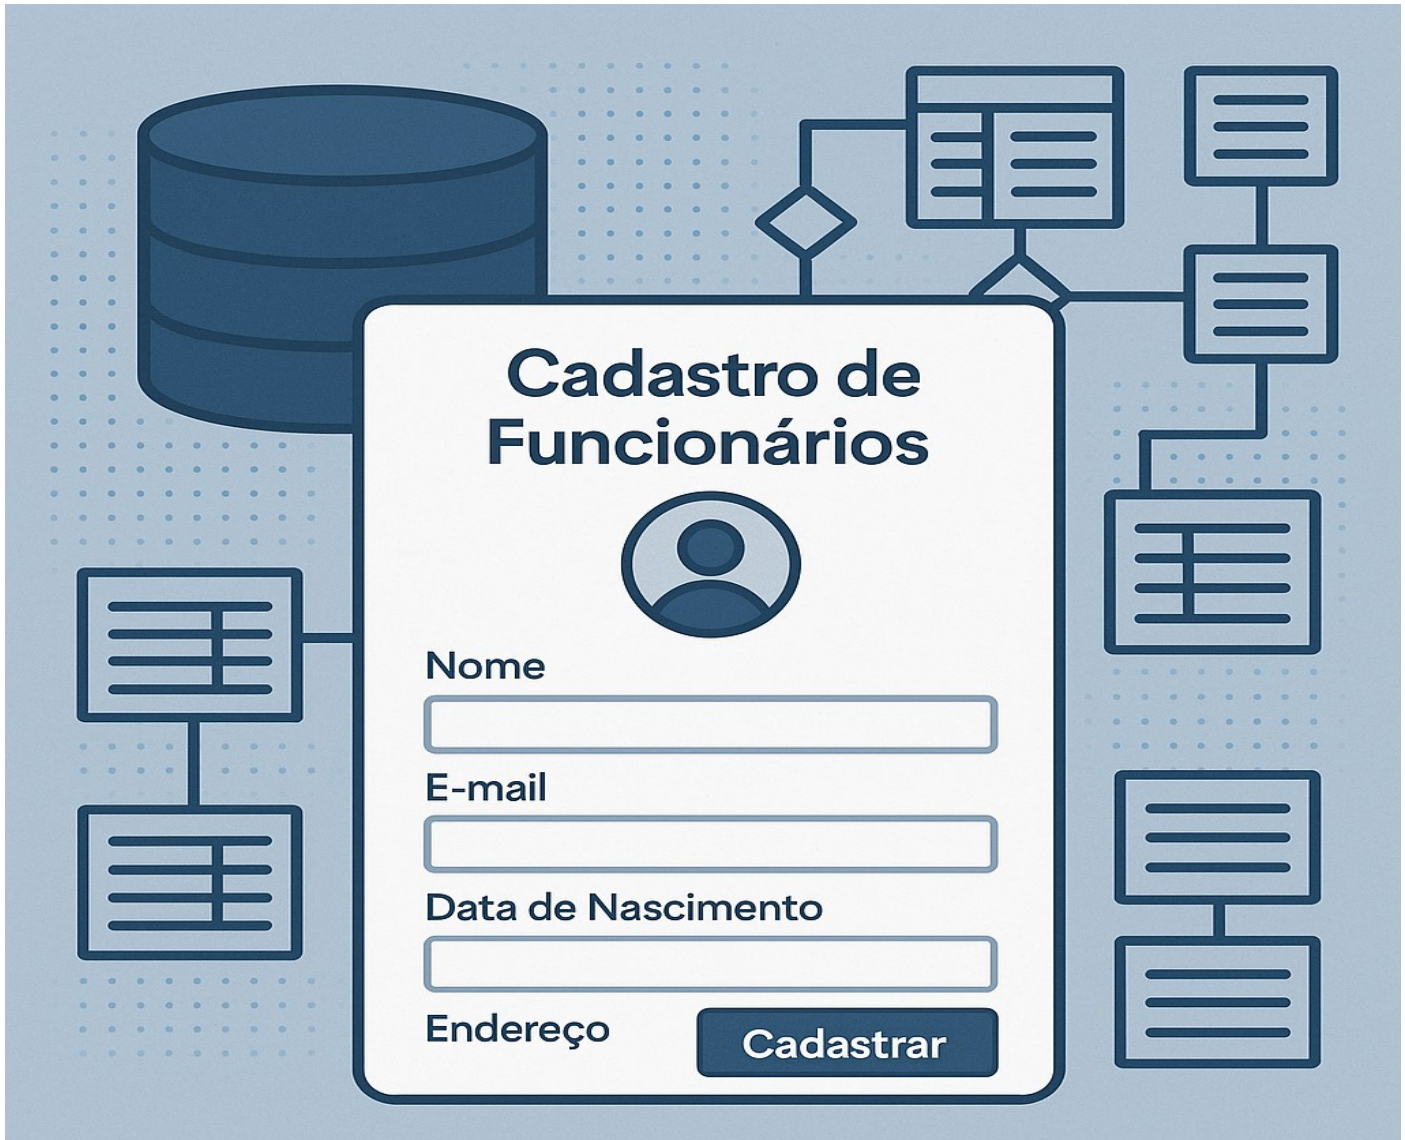 Cadastro de
Funcionários
Nome
E-mail
Data de Nascimento
Endereço
Cadastrar